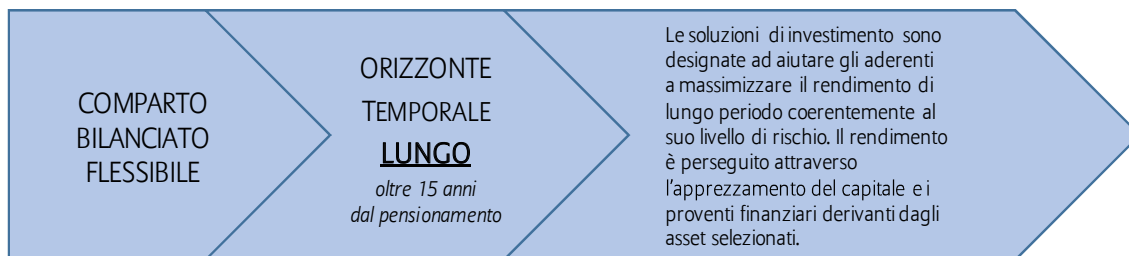 COMPARTO
BILANCIATO
FLESSIBILE
ORIZZONTE
TEMPORALE
LUNGO
oltre 15 anni
dal pensionamento
Le soluzioni di investimento sono
designate ad aiutare gli aderenti
a massimizzare il rendimento di
lungo periodo coerentemente al
suo livello di rischio. Il rendimento
è perseguito attraverso
l'apprezzamento del capitale e i
proventi finanziari derivanti dagli
asset selezionati.